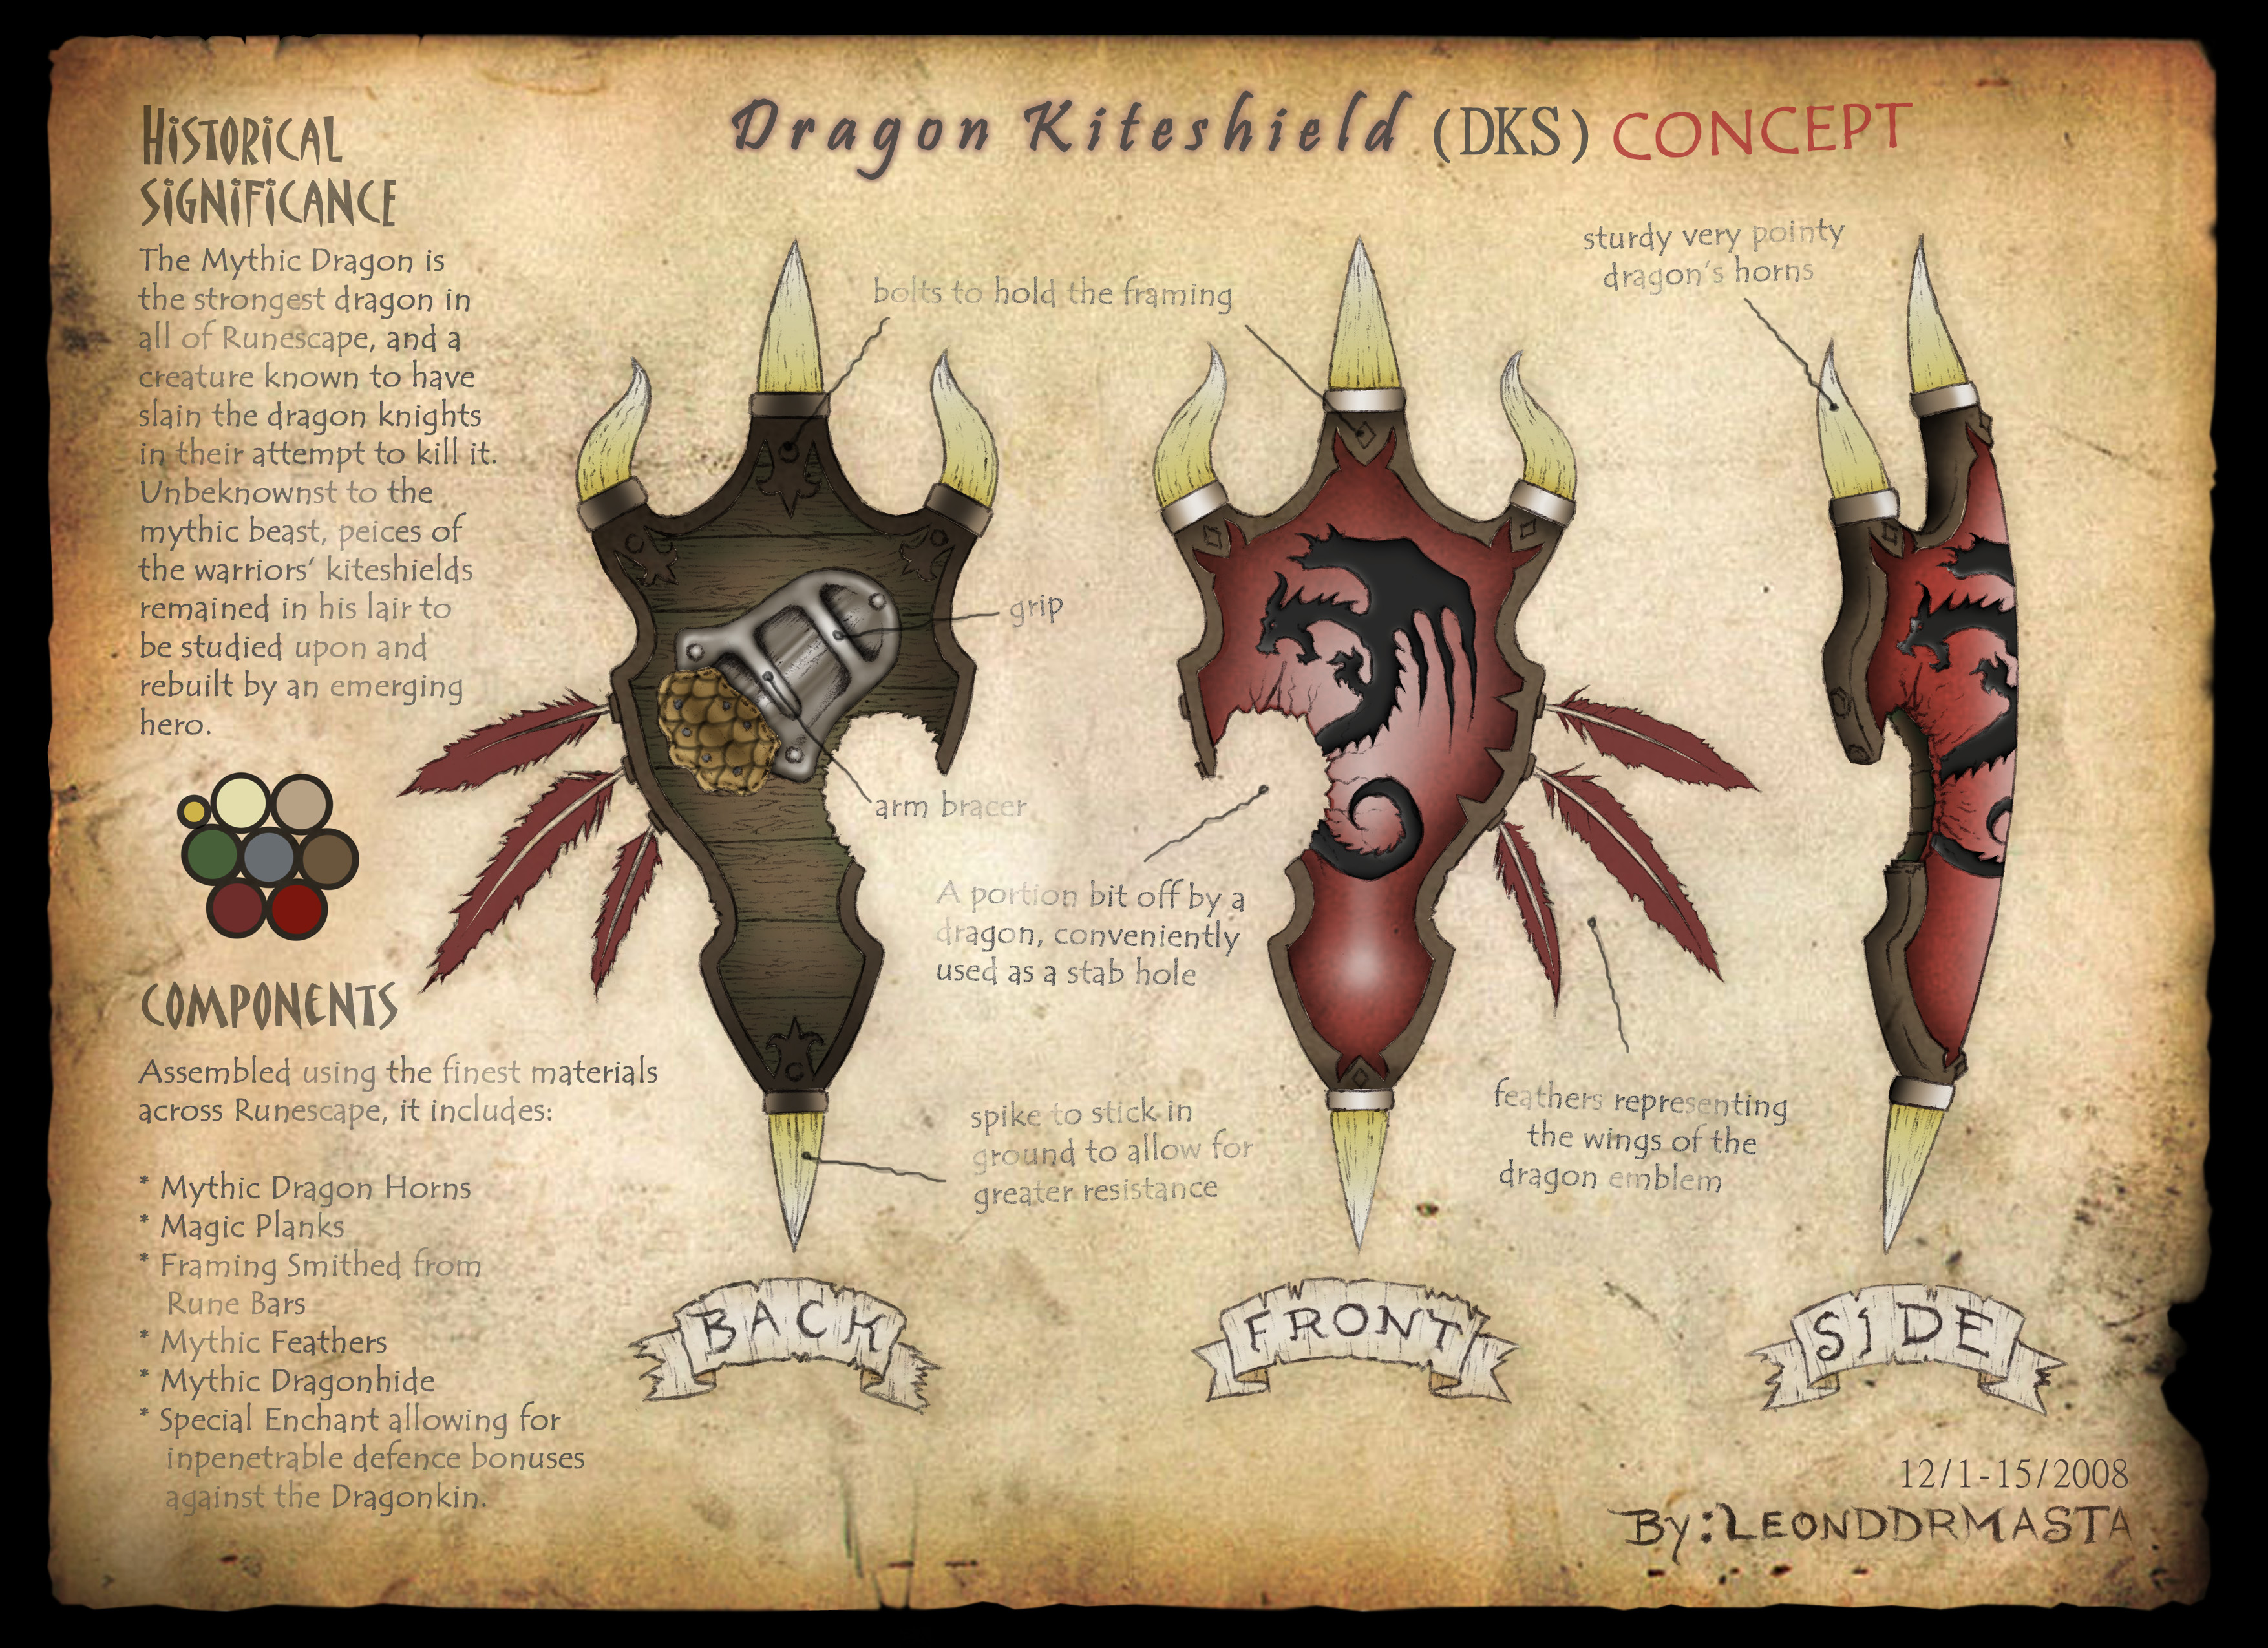 Dragon Kiteshield (DKS) CONCEPT
HiSTORiCAL
SiGNiFiCANCE
The Mythic Dragon is
the strongest dragon in
all of Runescape, and a
creature known to have
slain the dragon knights
in their attempt to kill it.
Unbeknownst to the
mythic beast, peices of
the warriors' kiteshields
remained in his lair to
be studied upon and
rebuilt by an emerging
hero.
COMPONENTS
Assembled using the finest materials
across Runescape, it includes:
* Mythic Dragon Horns
* Magic Planks
* Framing Smithed from
Rune Bars
* Mythic Feathers
* Mythic Dragonhide
* Special Enchant allowing for
inpenetrable defence bonuses
against the Dragonkin.
bolts to hold the framing
sturdy very pointy
dragon's horns
grip
arm bracer
A portion bit off by a
dragon, conveniently
used as a stab hole
spike to stick in
ground to allow for
greater resistance
feathers representing
the wings of the
dragon emblem
BACK
FRONT
SiDE
12/1-15/2008
By:LEONDDRMASTA